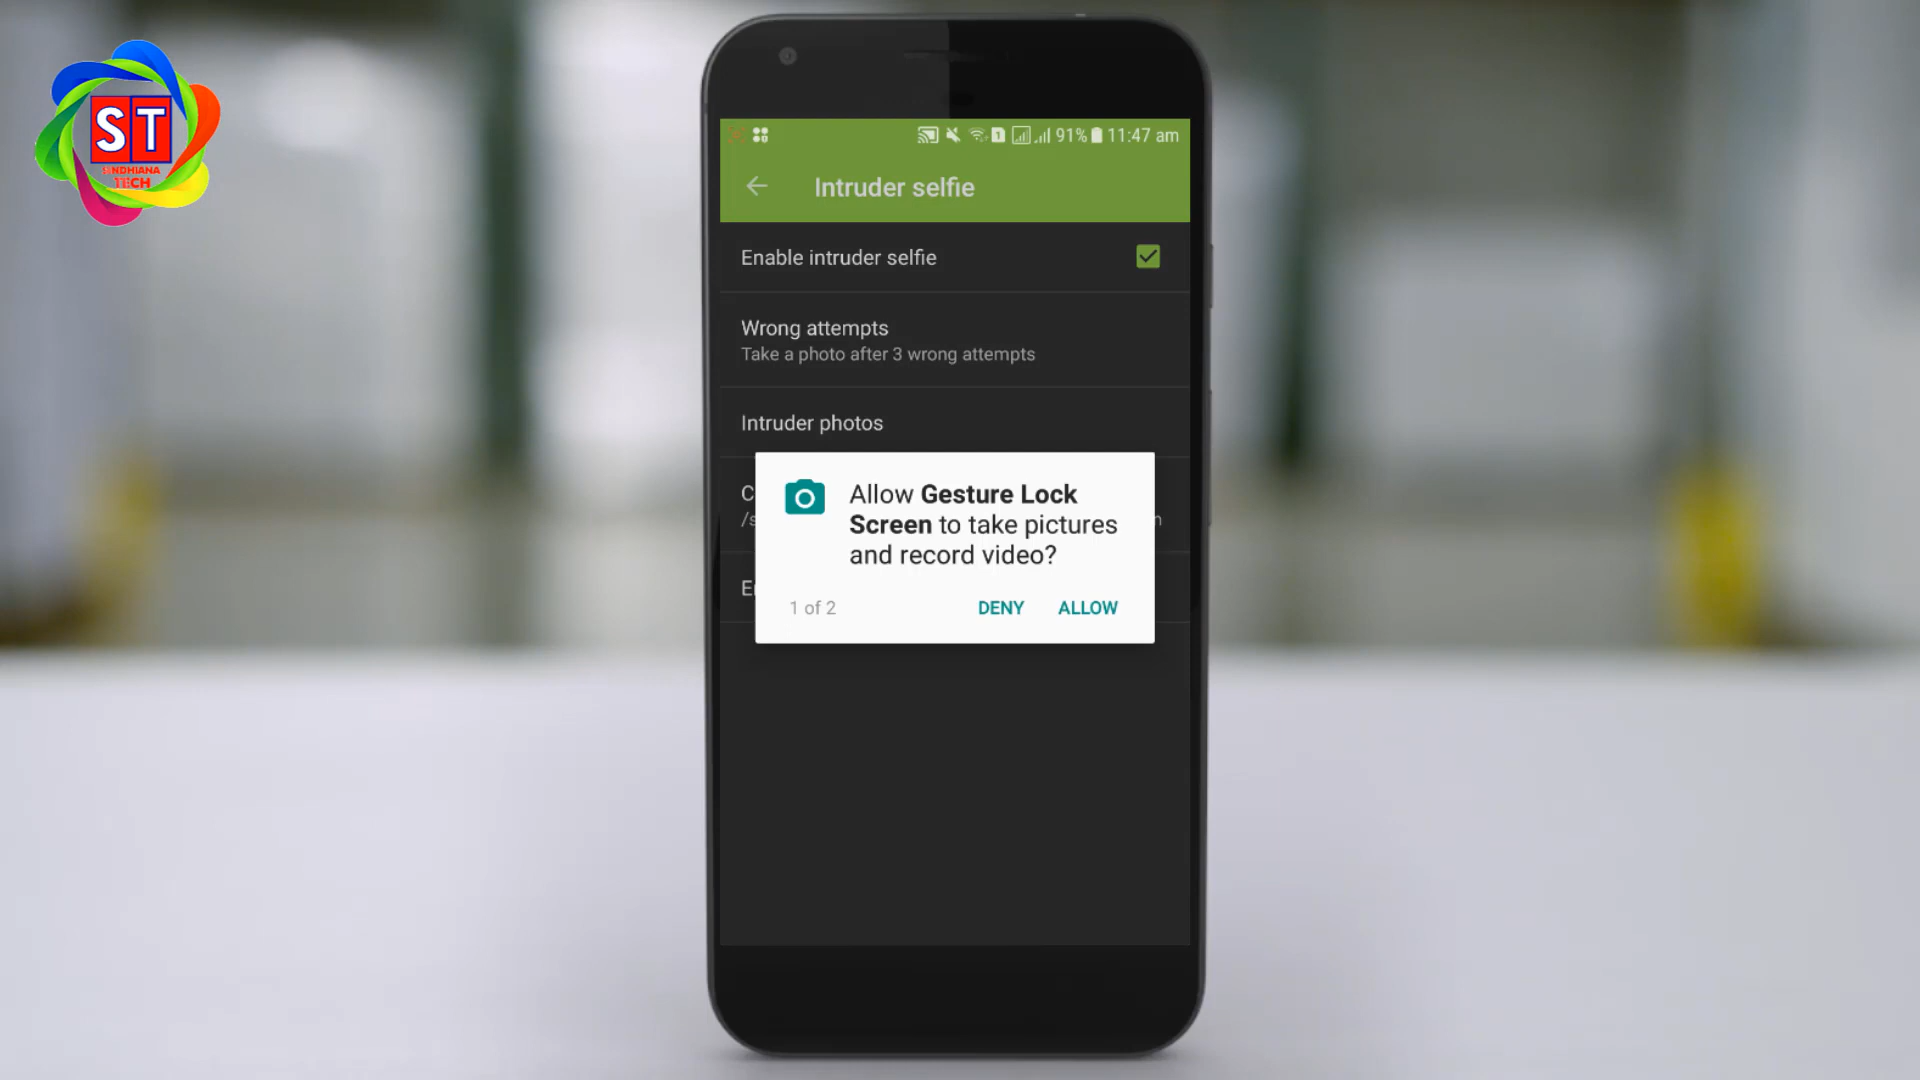 ST
SINDHIANA
TECH
91% 11:47 am
Intruder selfie
Enable intruder selfie
Wrong attempts
Take a photo after 3 wrong attempts
Intruder photos
Allow Gesture Lock
Screen to take pictures
and record video?
1 of 2 DENY ALLOW